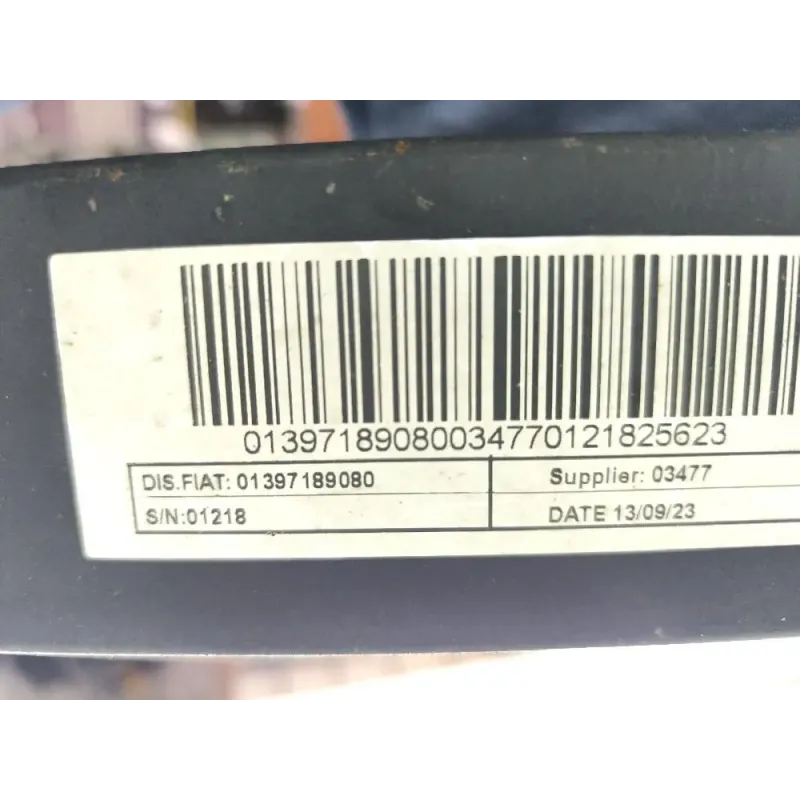 01397189080034770121825623
DIS.FIAT: 01397189080
Supplier: 03477
S/N:01218
DATE 13/09/23